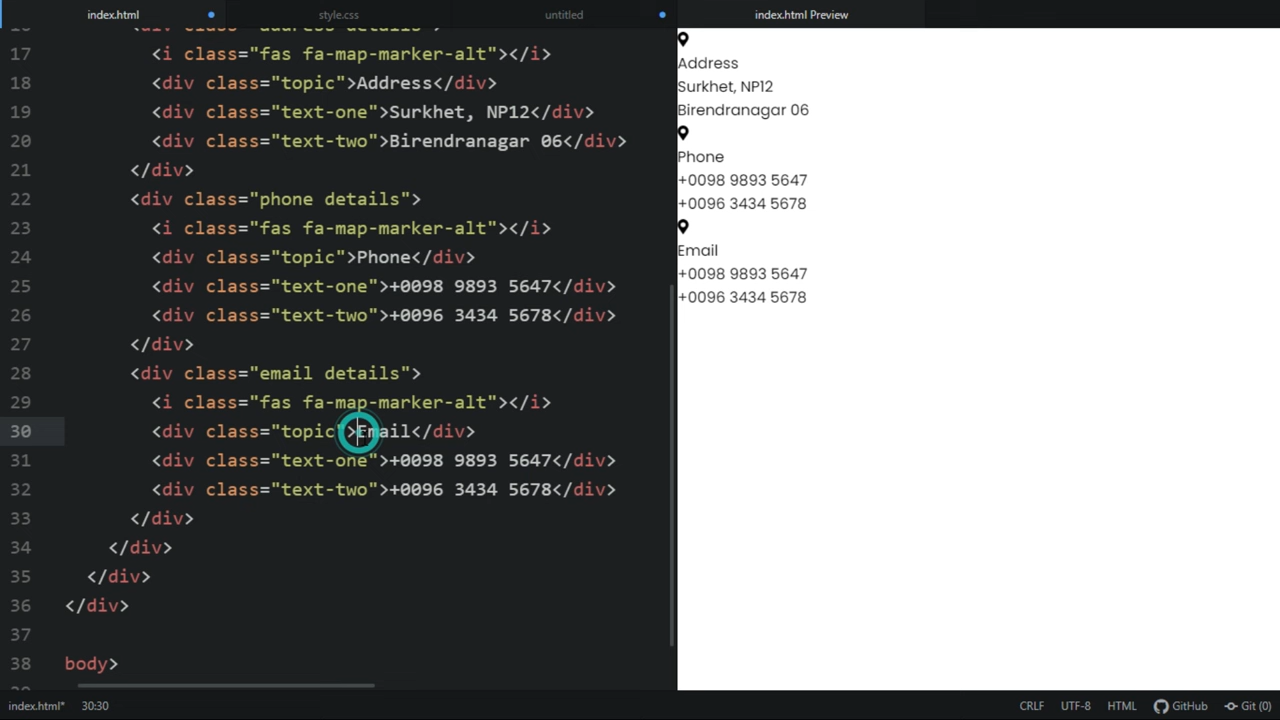 index.html
style.css
untitled
index.html Preview
16 <div class="address details">
17 <i class="fas fa-map-marker-alt"></i>
18 <div class="topic">Address</div>
19 <div class="text-one">Surkhet, NP12</div>
20 <div class="text-two">Birendranagar 06</div>
21 </div>
22 <div class="phone details">
23 <i class="fas fa-map-marker-alt"></i>
24 <div class="topic">Phone</div>
25 <div class="text-one">+0098 9893 5647</div>
26 <div class="text-two">+0096 3434 5678</div>
27 </div>
28 <div class="email details">
29 <i class="fas fa-map-marker-alt"></i>
30 <div class="topic">Email</div>
31 <div class="text-one">+0098 9893 5647</div>
32 <div class="text-two">+0096 3434 5678</div>
33 </div>
34 </div>
35 </div>
36 </div>
37
38 body>
Address
Surkhet, NP12
Birendranagar 06
Phone
+0098 9893 5647
+0096 3434 5678
Email
+0098 9893 5647
+0096 3434 5678
index.html* 30:30 CRLF UTF-8 HTML GitHub Git (0)